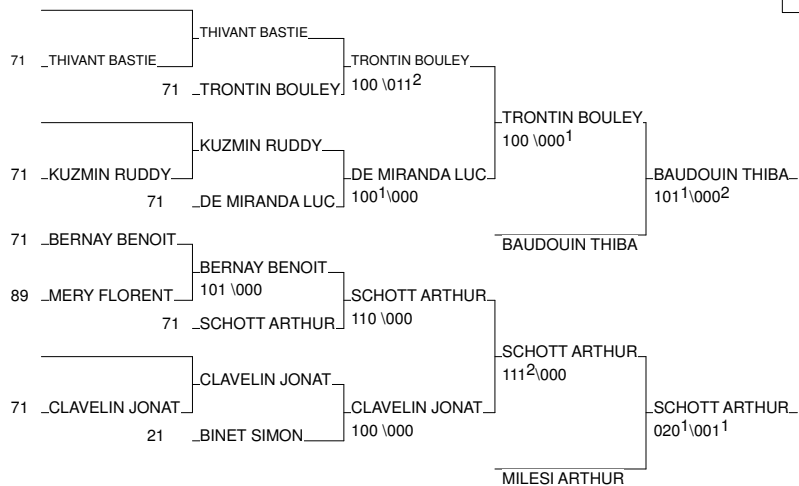 THIVANT BASTIE
71 THIVANT BASTIE TRONTIN BOULEY
71 TRONTIN BOULEY 100 \011²
TRONTIN BOULEY
100 \000¹
KUZMIN RUDDY
71 KUZMIN RUDDY DE MIRANDA LUC BAUDOUIN THIBA
71 DE MIRANDA LUC 100¹\000 101¹\000²
71 BERNAY BENOIT
BAUDOUIN THIBA
BERNAY BENOIT
101 \000
89 MERY FLORENT SCHOTT ARTHUR
71 SCHOTT ARTHUR 110 \000
SCHOTT ARTHUR
111²\000
CLAVELIN JONAT
71 CLAVELIN JONAT CLAVELIN JONAT SCHOTT ARTHUR
21 BINET SIMON 100 \000 020¹\001¹
MILESI ARTHUR